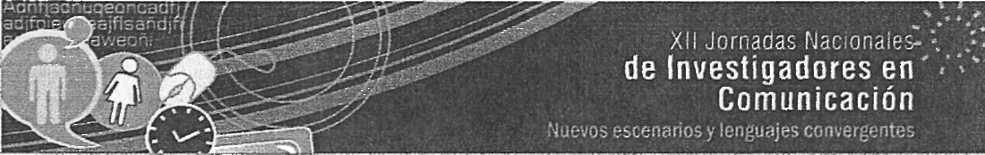 XII Jornadas Nacionales
de Investigadores en
Comunicación
Nuevos escenarios y lenguajes convergentes